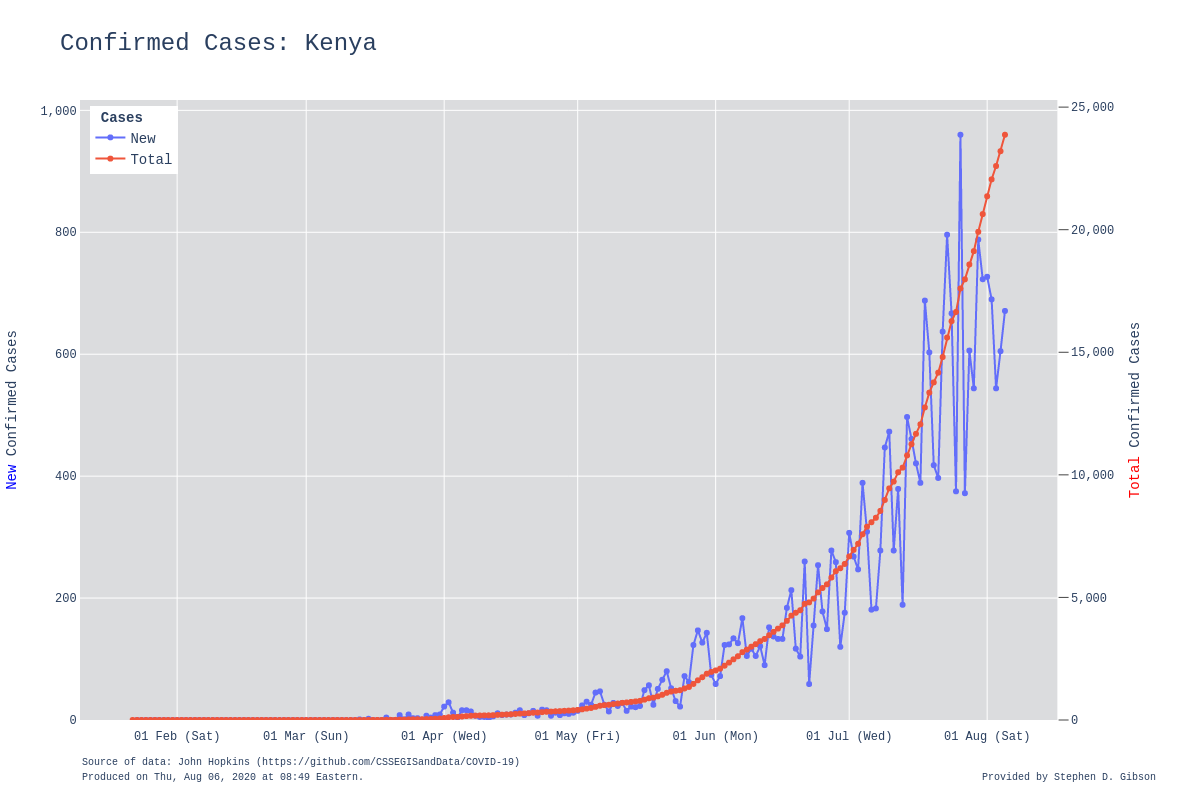 Confirmed Cases: Kenya
Cases
New
Total
1,000
800
600
400
200
0
25,000
20,000
15,000
10,000
5,000
0
New Confirmed Cases
Total Confirmed Cases
01 Feb (Sat)
01 Mar (Sun)
01 Apr (Wed)
01 May (Fri)
01 Jun (Mon)
01 Jul (Wed)
01 Aug (Sat)
Source of data: John Hopkins (https://github.com/CSSEGISandData/COVID-19)
Produced on Thu, Aug 06, 2020 at 08:49 Eastern.
Provided by Stephen D. Gibson